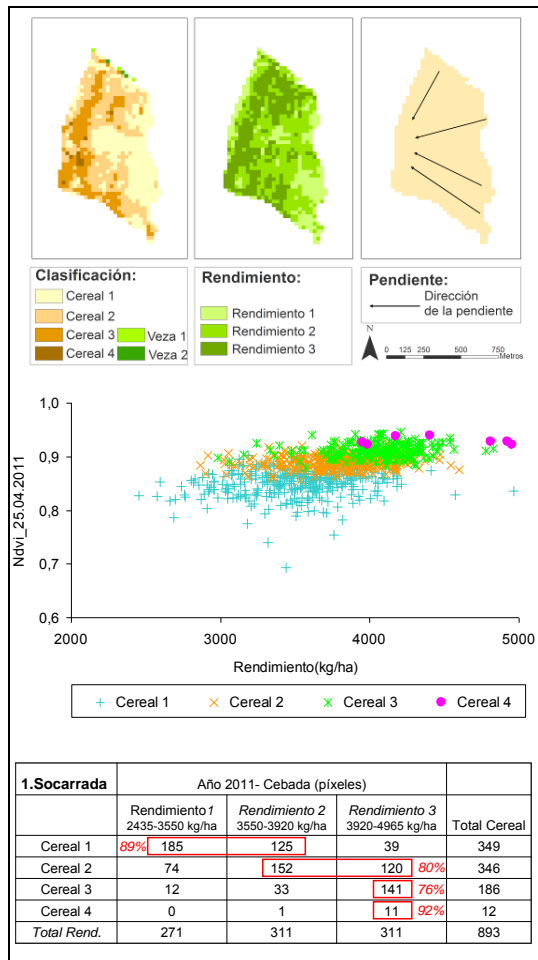 Clasificación:
Cereal 1
Cereal 2
Cereal 3
Cereal 4
Veza 1
Veza 2
Rendimiento:
Rendimiento 1
Rendimiento 2
Rendimiento 3
Pendiente:
Dirección
de la pendiente
N
0 125 250 500 750
Metros
1,0
0,9
0,8
0,7
0,6
Ndvi_25.04.2011
2000 3000 4000 5000
Rendimiento(kg/ha)
Cereal 1 Cereal 2 Cereal 3 Cereal 4
1.Socarrada Año 2011- Cebada (píxeles)
Rendimiento1 Rendimiento 2 Rendimiento 3 Total Cereal
2435-3550 kg/ha 3550-3920 kg/ha 3920-4965 kg/ha
Cereal 1 89% 185 125 39 349
Cereal 2 74 152 120 80% 346
Cereal 3 12 33 141 76% 186
Cereal 4 0 1 11 92% 12
Total Rend. 271 311 311 893